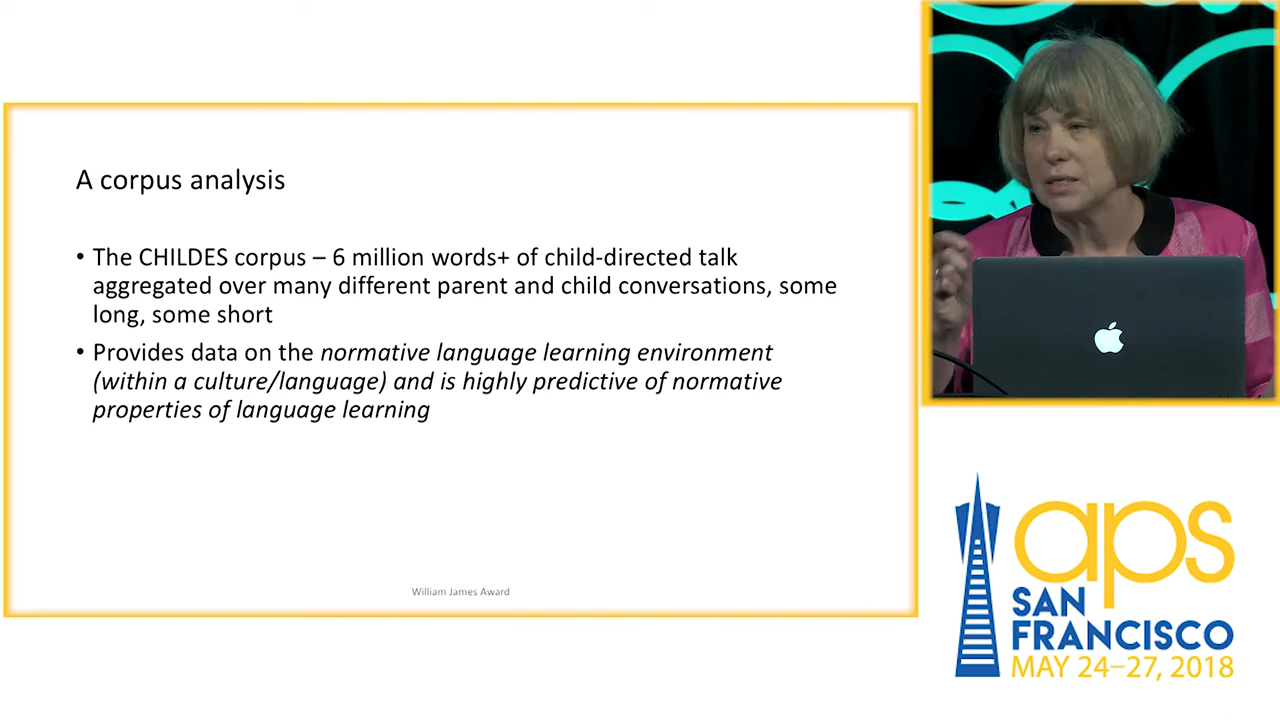 A corpus analysis
• The CHILDES corpus – 6 million words+ of child-directed talk
aggregated over many different parent and child conversations, some
long, some short
• Provides data on the normative language learning environment
(within a culture/language) and is highly predictive of normative
properties of language learning
William James Award
aps
SAN
FRANCISCO
MAY 24–27, 2018